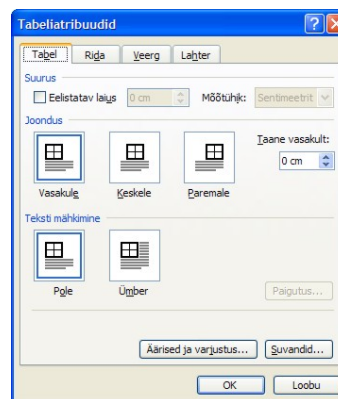 Tabeliatribuudid
Tabel Rida Veerg Lahter
Suurus
Eelistatav laius 0 cm Mõõtühik: Sentimeetrit
Joondus
Taane vasakult:
0 cm
Vasakule Keskele Paremale
Teksti mähkimine
Pole Ümber
Paigutus...
Äärised ja varjustus... Suvandid...
OK Loobu